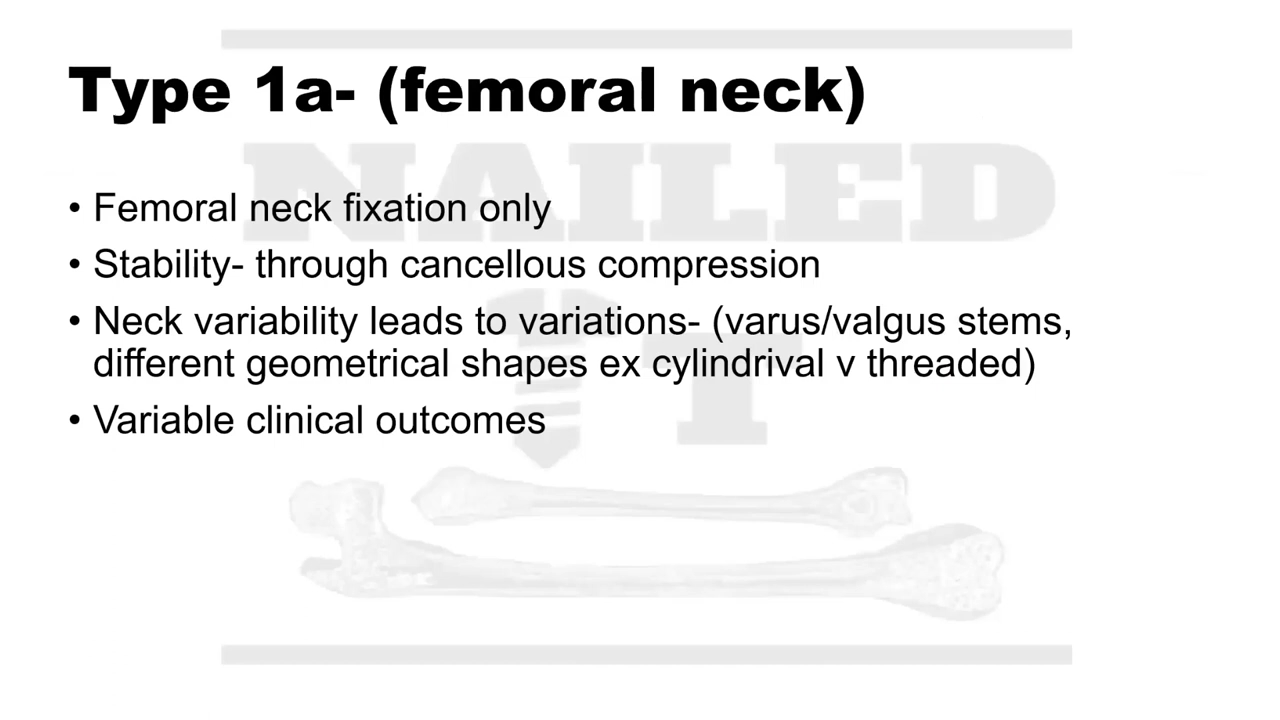 Type 1a- (femoral neck)
NAILED
IT
• Femoral neck fixation only
• Stability- through cancellous compression
• Neck variability leads to variations- (varus/valgus stems,
different geometrical shapes ex cylindrival v threaded)
• Variable clinical outcomes